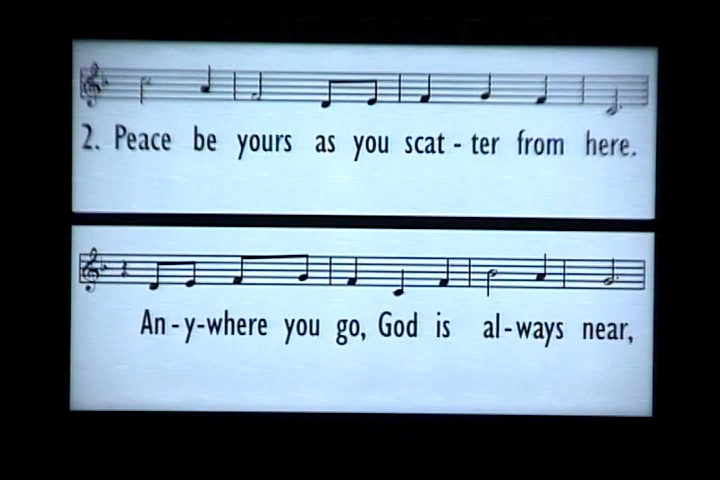 2. Peace be yours as you scat - ter from here.
An - y - where you go, God is al - ways near,